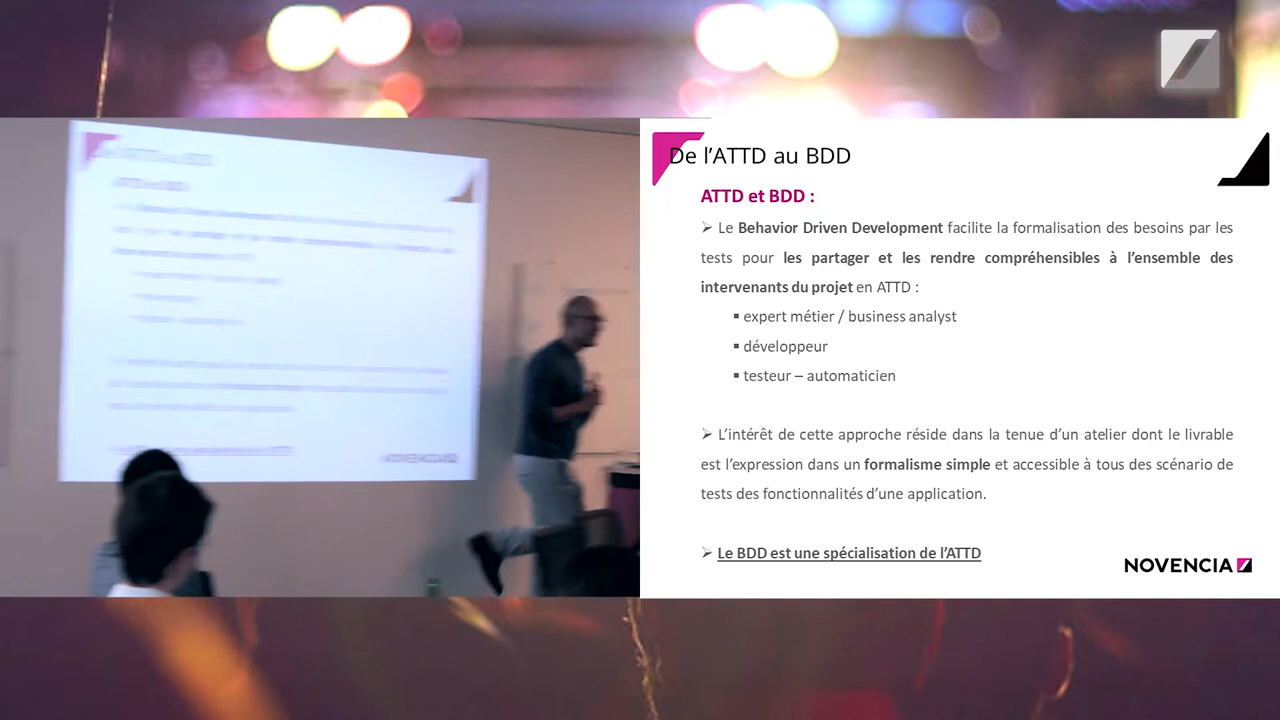 De l’ATTD au BDD
ATTD et BDD :
➢ Le Behavior Driven Development facilite la formalisation des besoins par les
tests pour les partager et les rendre compréhensibles à l’ensemble des
intervenants du projet en ATTD :
▪ expert métier / business analyst
▪ développeur
▪ testeur – automaticien
➢ L’intérêt de cette approche réside dans la tenue d’un atelier dont le livrable
est l’expression dans un formalisme simple et accessible à tous des scénario de
tests des fonctionnalités d’une application.
➢ Le BDD est une spécialisation de l’ATTD
NOVENCIA